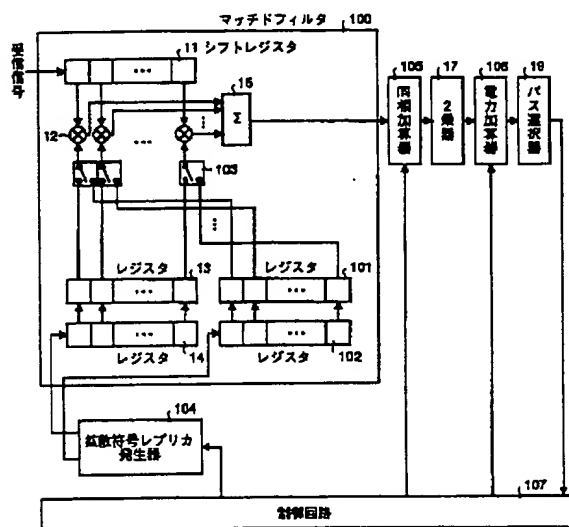 マッチドフィルタ 100
11 シフトレジスタ
受信信号
15
Σ
105
同相加算器
17
2乗器
106
電力加算器
19
パス選択器
12
103
レジスタ 13
レジスタ 101
レジスタ 14
レジスタ 102
104
拡散符号レプリカ
発生器
107
制御回路